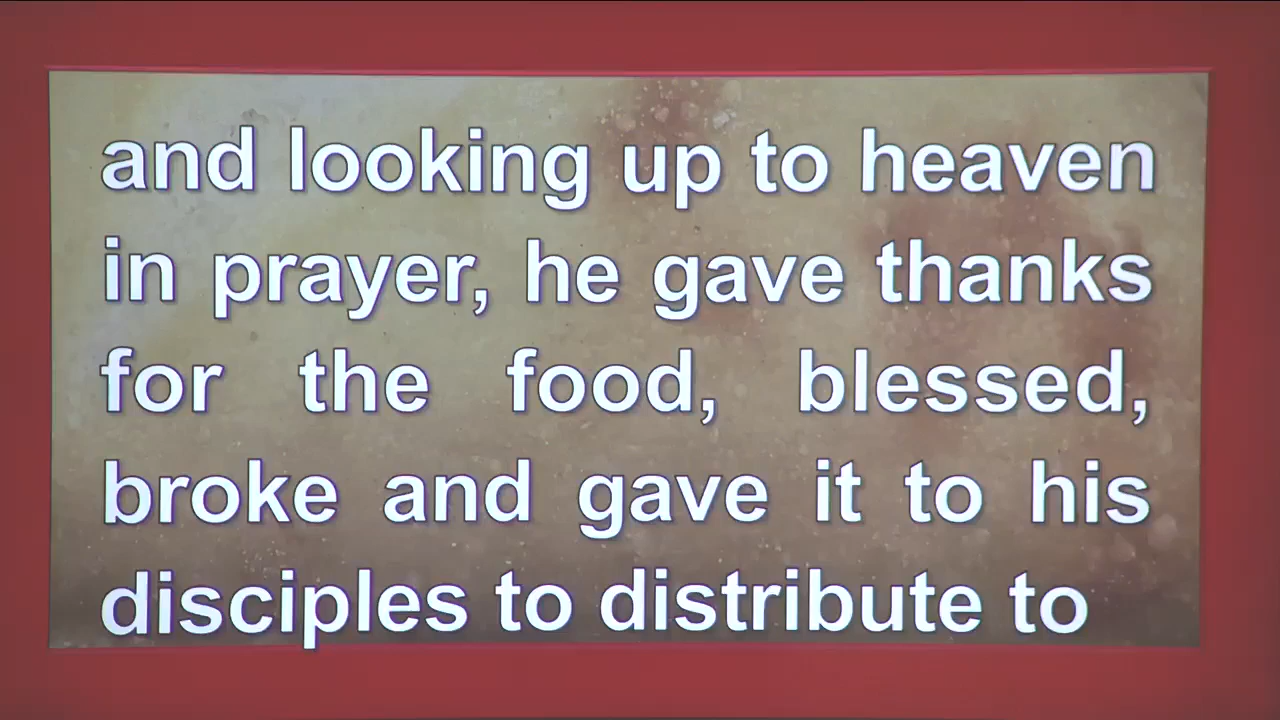 and looking up to heaven
in prayer, he gave thanks
for the food, blessed,
broke and gave it to his
disciples to distribute to